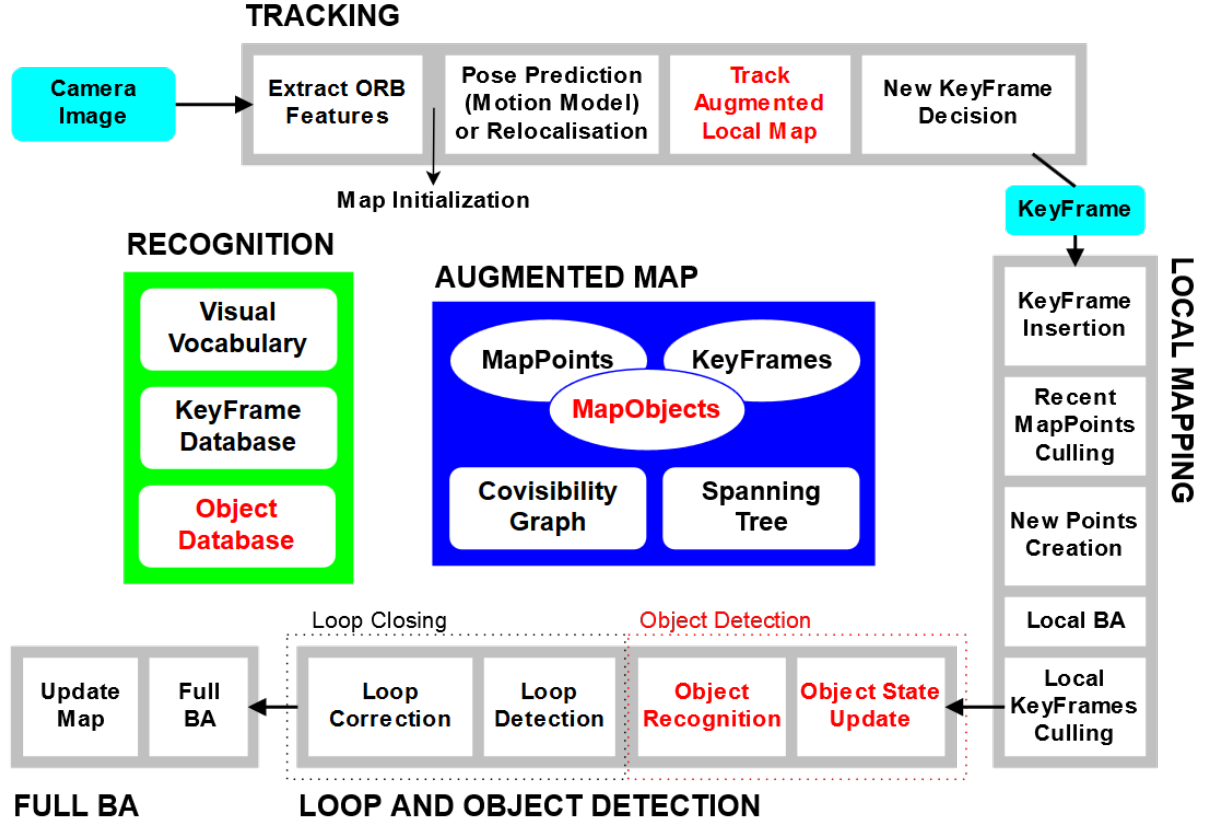 TRACKING
Camera
Image
Extract ORB
Features
Pose Prediction
(Motion Model)
or Relocalisation
Track
Augmented
Local Map
New KeyFrame
Decision
Map Initialization
KeyFrame
RECOGNITION
Visual
Vocabulary
KeyFrame
Database
Object
Database
AUGMENTED MAP
MapPoints
KeyFrames
MapObjects
Covisibility
Graph
Spanning
Tree
LOCAL MAPPING
KeyFrame
Insertion
Recent
MapPoints
Culling
New Points
Creation
Local BA
Local
KeyFrames
Culling
Loop Closing
Object Detection
Update
Map
Full
BA
Loop
Correction
Loop
Detection
Object
Recognition
Object State
Update
FULL BA
LOOP AND OBJECT DETECTION